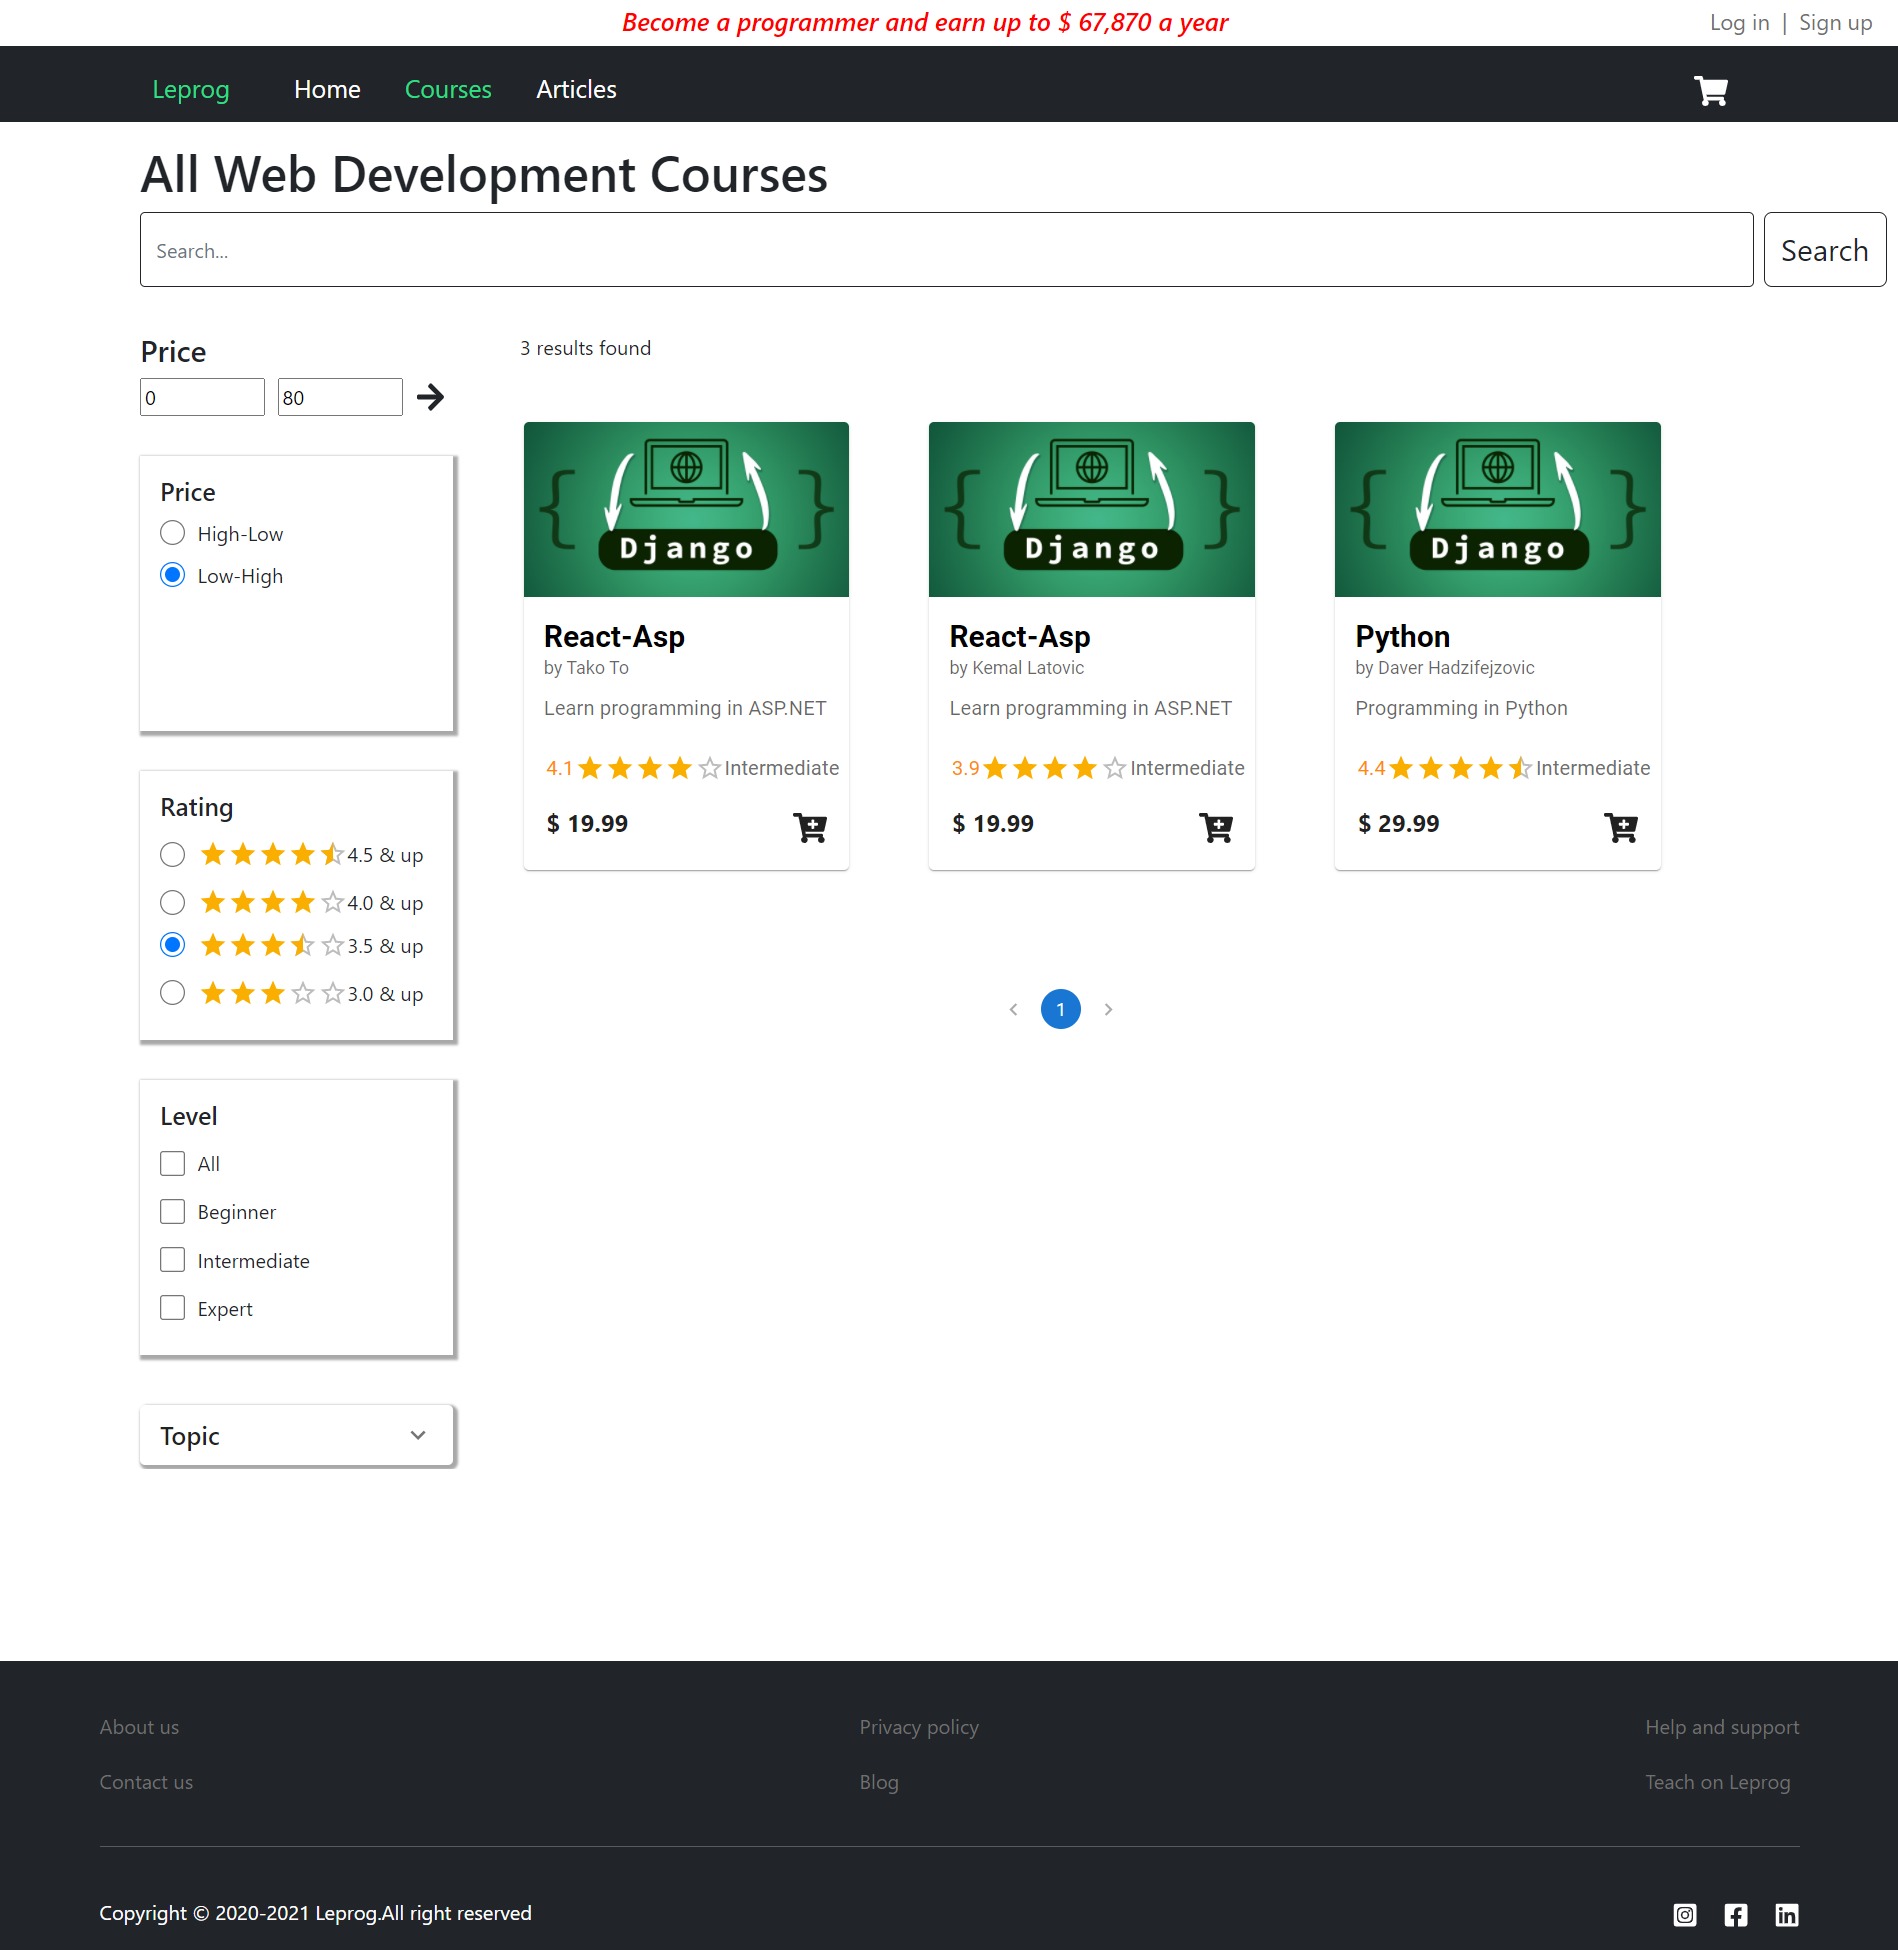 Become a programmer and earn up to $ 67,870 a year
Log in | Sign up
Leprog Home Courses Articles
All Web Development Courses
Search...
Search
Price
0
80
3 results found
Price
High-Low
Low-High
Rating
4.5 & up
4.0 & up
3.5 & up
3.0 & up
Level
All
Beginner
Intermediate
Expert
Topic
{ Django }
React-Asp
by Tako To
Learn programming in ASP.NET
4.1 Intermediate
$ 19.99
{ Django }
React-Asp
by Kemal Latovic
Learn programming in ASP.NET
3.9 Intermediate
$ 19.99
{ Django }
Python
by Daver Hadzifejzovic
Programming in Python
4.4 Intermediate
$ 29.99
‹ 1 ›
About us
Contact us
Privacy policy
Blog
Help and support
Teach on Leprog
Copyright © 2020-2021 Leprog.All right reserved
in